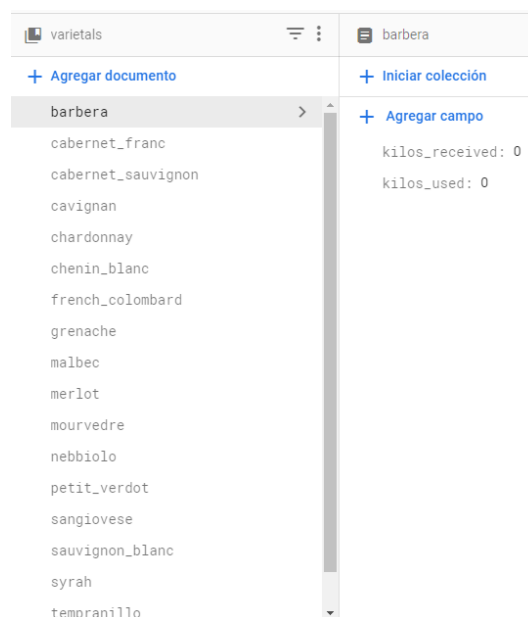 varietals
Agregar documento
barbera
cabernet_franc
cabernet_sauvignon
cavignan
chardonnay
chenin_blanc
french_colombard
grenache
malbec
merlot
mourvedre
nebbiolo
petit_verdot
sangiovese
sauvignon_blanc
syrah
tempranillo
barbera
Iniciar colección
Agregar campo
kilos_received: 0
kilos_used: 0